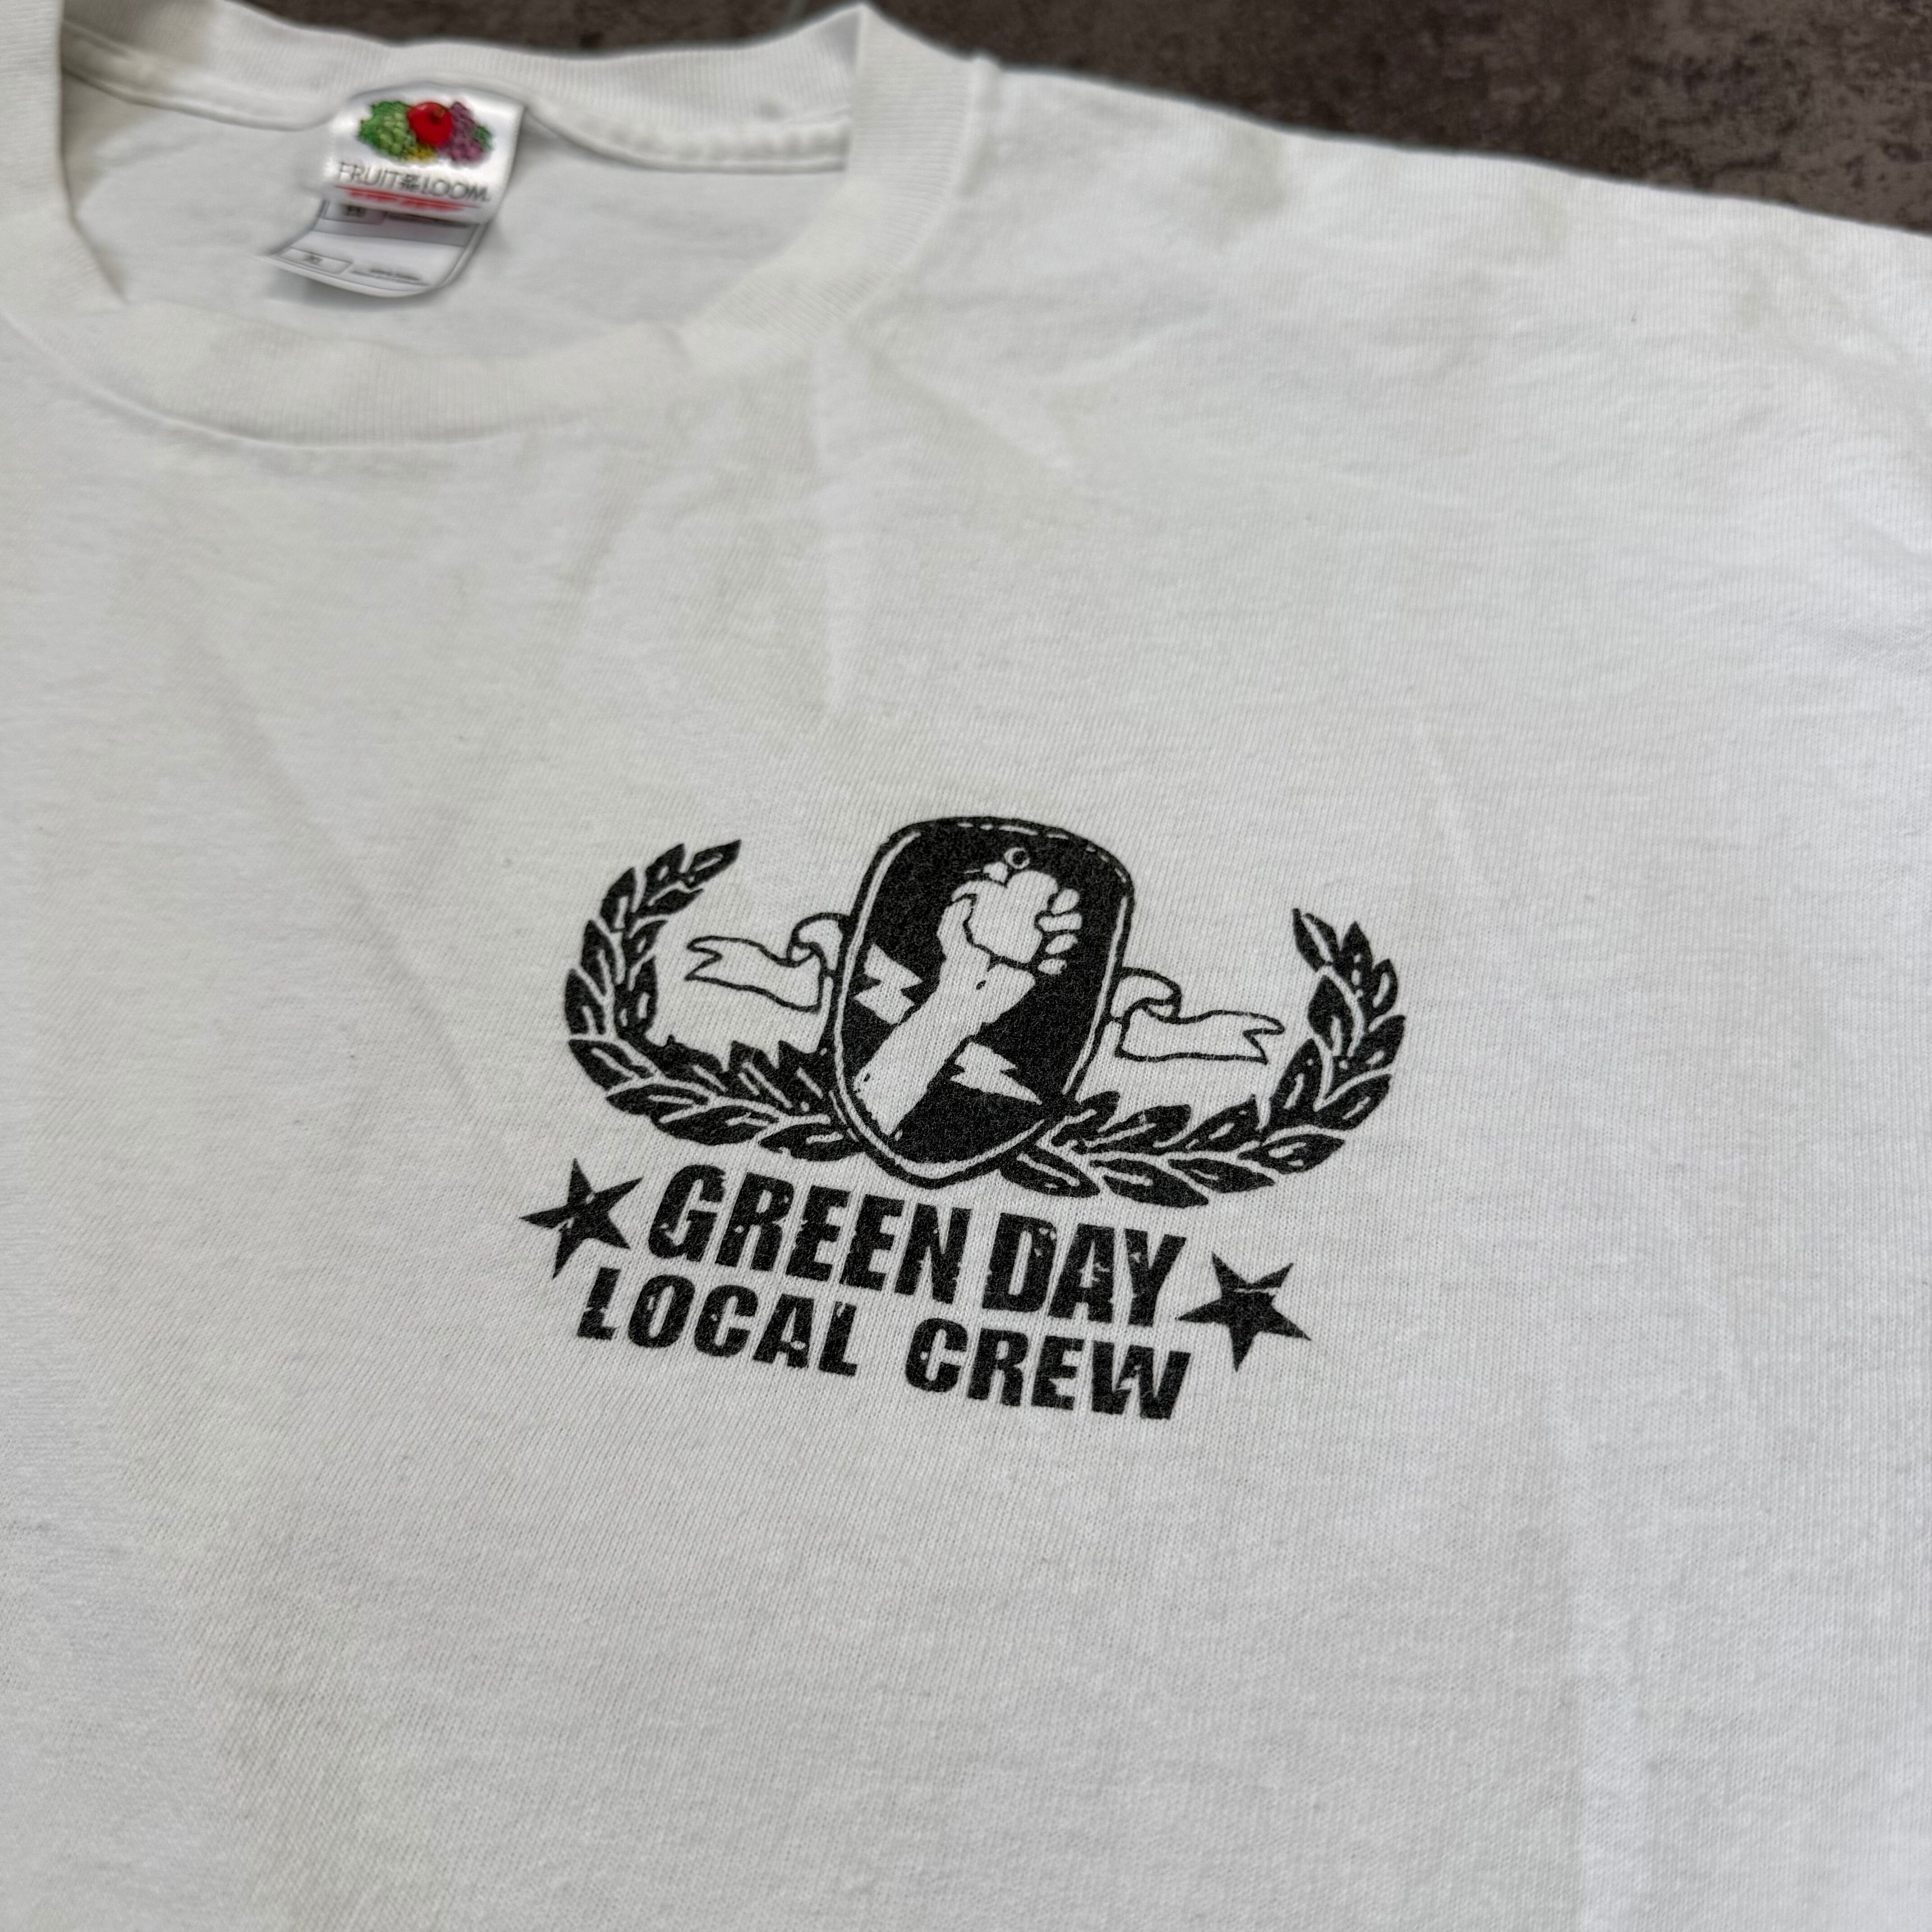 FRUIT OF THE LOOM
GREEN DAY
LOCAL CREW